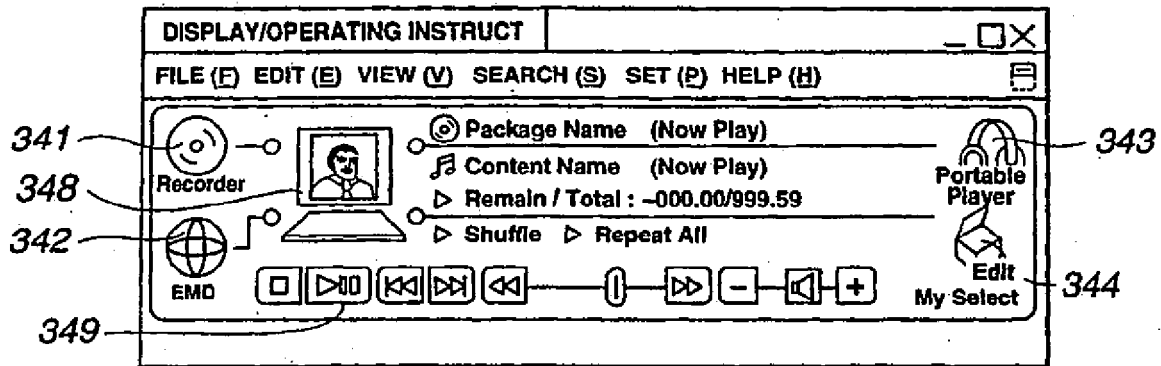 DISPLAY/OPERATING INSTRUCT
FILE (F) EDIT (E) VIEW (V) SEARCH (S) SET (P) HELP (H)
341
348
342
349
Recorder
EMD
Package Name (Now Play)
Content Name (Now Play)
Remain / Total : -000.00/999.59
Shuffle Repeat All
Portable
Player
Edit
My Select
343
344